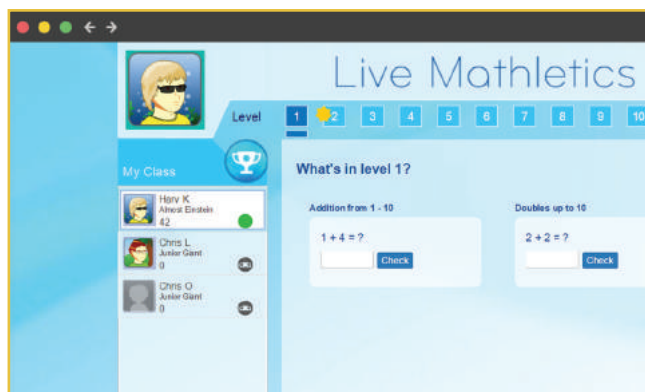 Live Mathletics
Level 1 2 3 4 5 6 7 8 9 10
My Class
Harv K
Almost Einstein
42
Chris L
Junior Giant
0
Chris O
Junior Giant
0
What's in level 1?
Addition from 1 - 10
1 + 4 = ?
Check
Doubles up to 10
2 + 2 = ?
Check